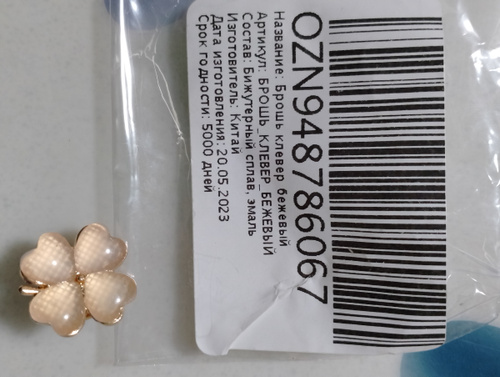 OZN948786067
Название: Брошь клевер бежевый
Артикул: БРОШЬ_КЛЕВЕР_БЕЖЕВЫЙ
Состав: Бижутерный сплав, эмаль
Изготовитель: Китай
Дата изготовления: 20.05.2023
Срок годности: 5000 дней